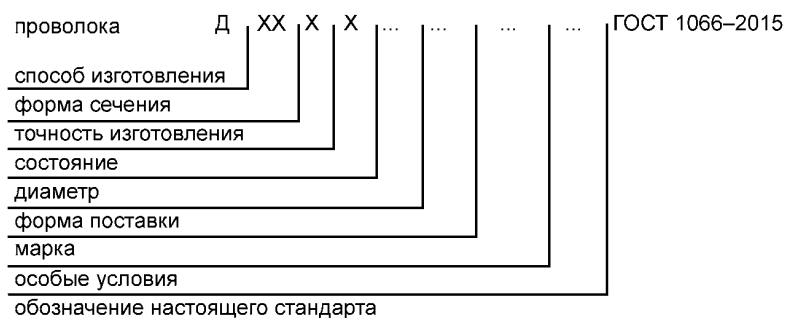 проволока Д ХХ Х Х ... ... ... ... ГОСТ 1066–2015
способ изготовления
форма сечения
точность изготовления
состояние
диаметр
форма поставки
марка
особые условия
обозначение настоящего стандарта